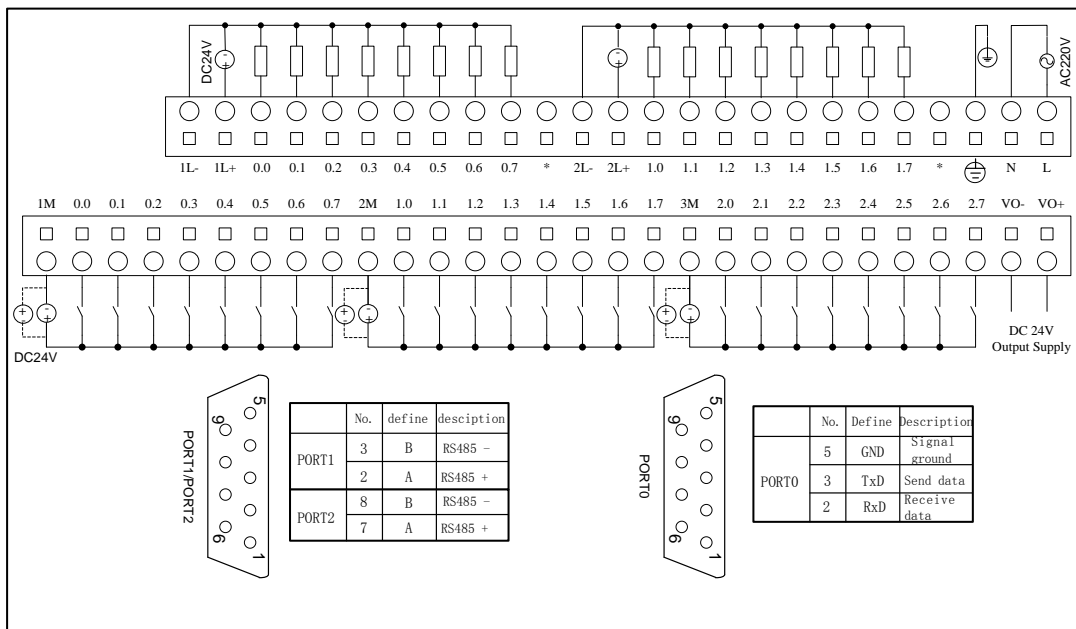 DC24V
AC220V
1L- 1L+ 0.0 0.1 0.2 0.3 0.4 0.5 0.6 0.7 * 2L- 2L+ 1.0 1.1 1.2 1.3 1.4 1.5 1.6 1.7 * N L
1M 0.0 0.1 0.2 0.3 0.4 0.5 0.6 0.7 2M 1.0 1.1 1.2 1.3 1.4 1.5 1.6 1.7 3M 2.0 2.1 2.2 2.3 2.4 2.5 2.6 2.7 VO- VO+
DC24V
DC 24V
Output Supply
PORT1/PORT2
5
9
6
1
No. define desciption
PORT1 3 B RS485 -
2 A RS485 +
PORT2 8 B RS485 -
7 A RS485 +
PORT0
5
9
6
1
No. Define Description
PORT0 5 GND Signal ground
3 TxD Send data
2 RxD Receive data